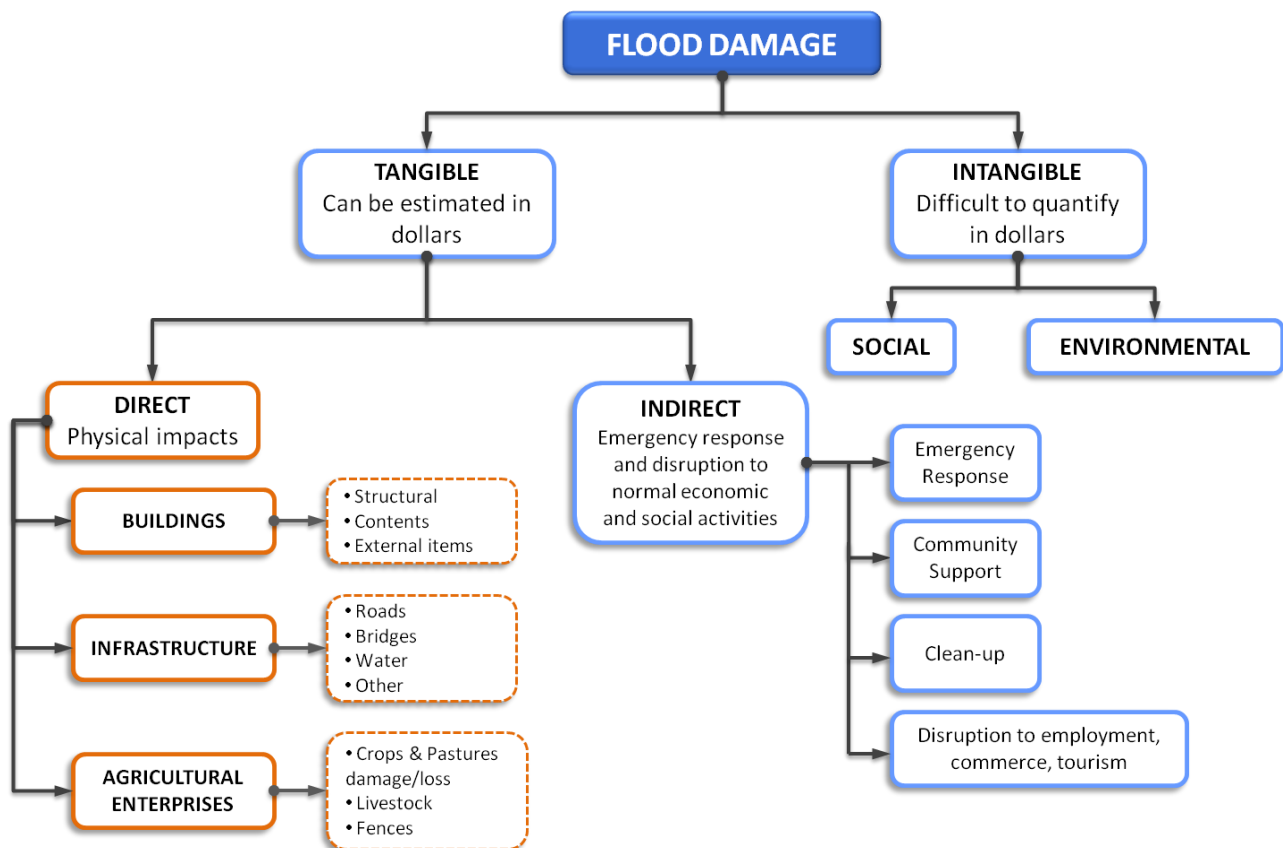 FLOOD DAMAGE
TANGIBLE
Can be estimated in
dollars
INTANGIBLE
Difficult to quantify
in dollars
SOCIAL
ENVIRONMENTAL
DIRECT
Physical impacts
INDIRECT
Emergency response
and disruption to
normal economic
and social activities
BUILDINGS
• Structural
• Contents
• External items
INFRASTRUCTURE
• Roads
• Bridges
• Water
• Other
AGRICULTURAL
ENTERPRISES
• Crops & Pastures
damage/loss
• Livestock
• Fences
Emergency
Response
Community
Support
Clean-up
Disruption to employment,
commerce, tourism